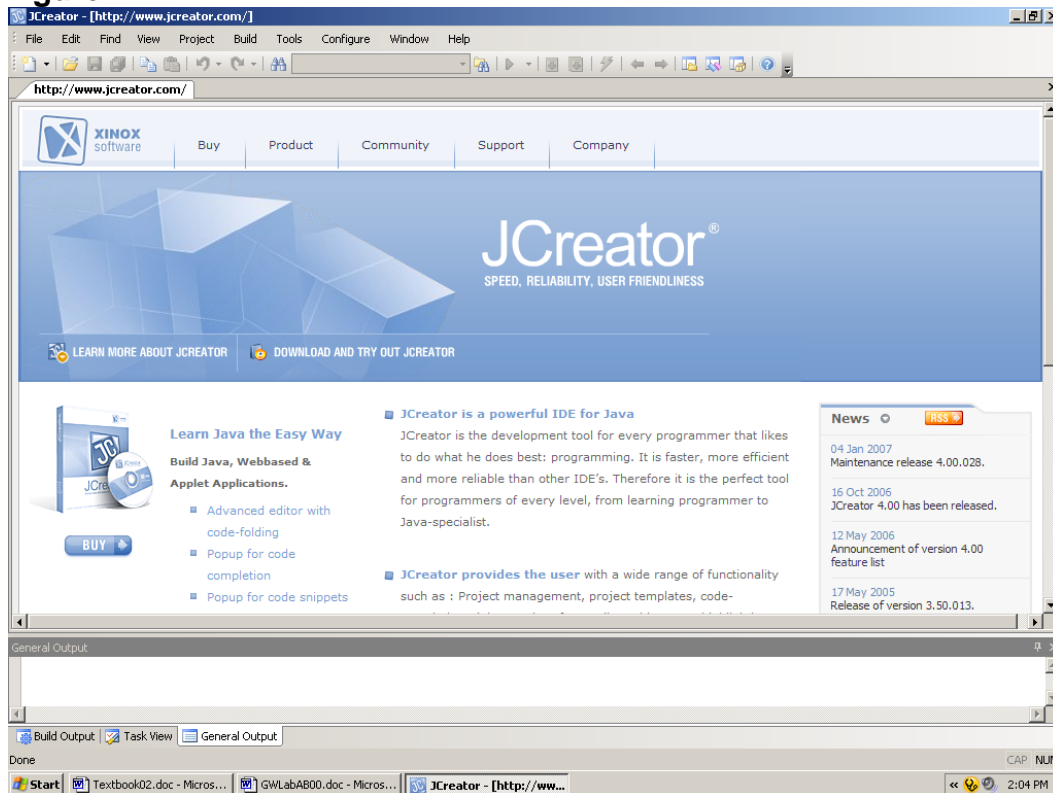 JCreator - [http://www.jcreator.com/]
File Edit Find View Project Build Tools Configure Window Help
http://www.jcreator.com/
XINOX
software
Buy Product Community Support Company
JCreator®
SPEED, RELIABILITY, USER FRIENDLINESS
LEARN MORE ABOUT JCREATOR DOWNLOAD AND TRY OUT JCREATOR
Learn Java the Easy Way
Build Java, Webbased &
Applet Applications.
Advanced editor with
code-folding
Popup for code
completion
Popup for code snippets
BUY
JCreator is a powerful IDE for Java
JCreator is the development tool for every programmer that likes
to do what he does best: programming. It is faster, more efficient
and more reliable than other IDE's. Therefore it is the perfect tool
for programmers of every level, from learning programmer to
Java-specialist.
JCreator provides the user with a wide range of functionality
such as : Project management, project templates, code-
News RSS
04 Jan 2007
Maintenance release 4.00.028.
16 Oct 2006
JCreator 4.00 has been released.
12 May 2006
Announcement of version 4.00
feature list
17 May 2005
Release of version 3.50.013.
General Output
Build Output Task View General Output
Done CAP NUM
Start Textbook02.doc - Micros... GWLabAB00.doc - Micros... JCreator - [http://ww... 2:04 PM